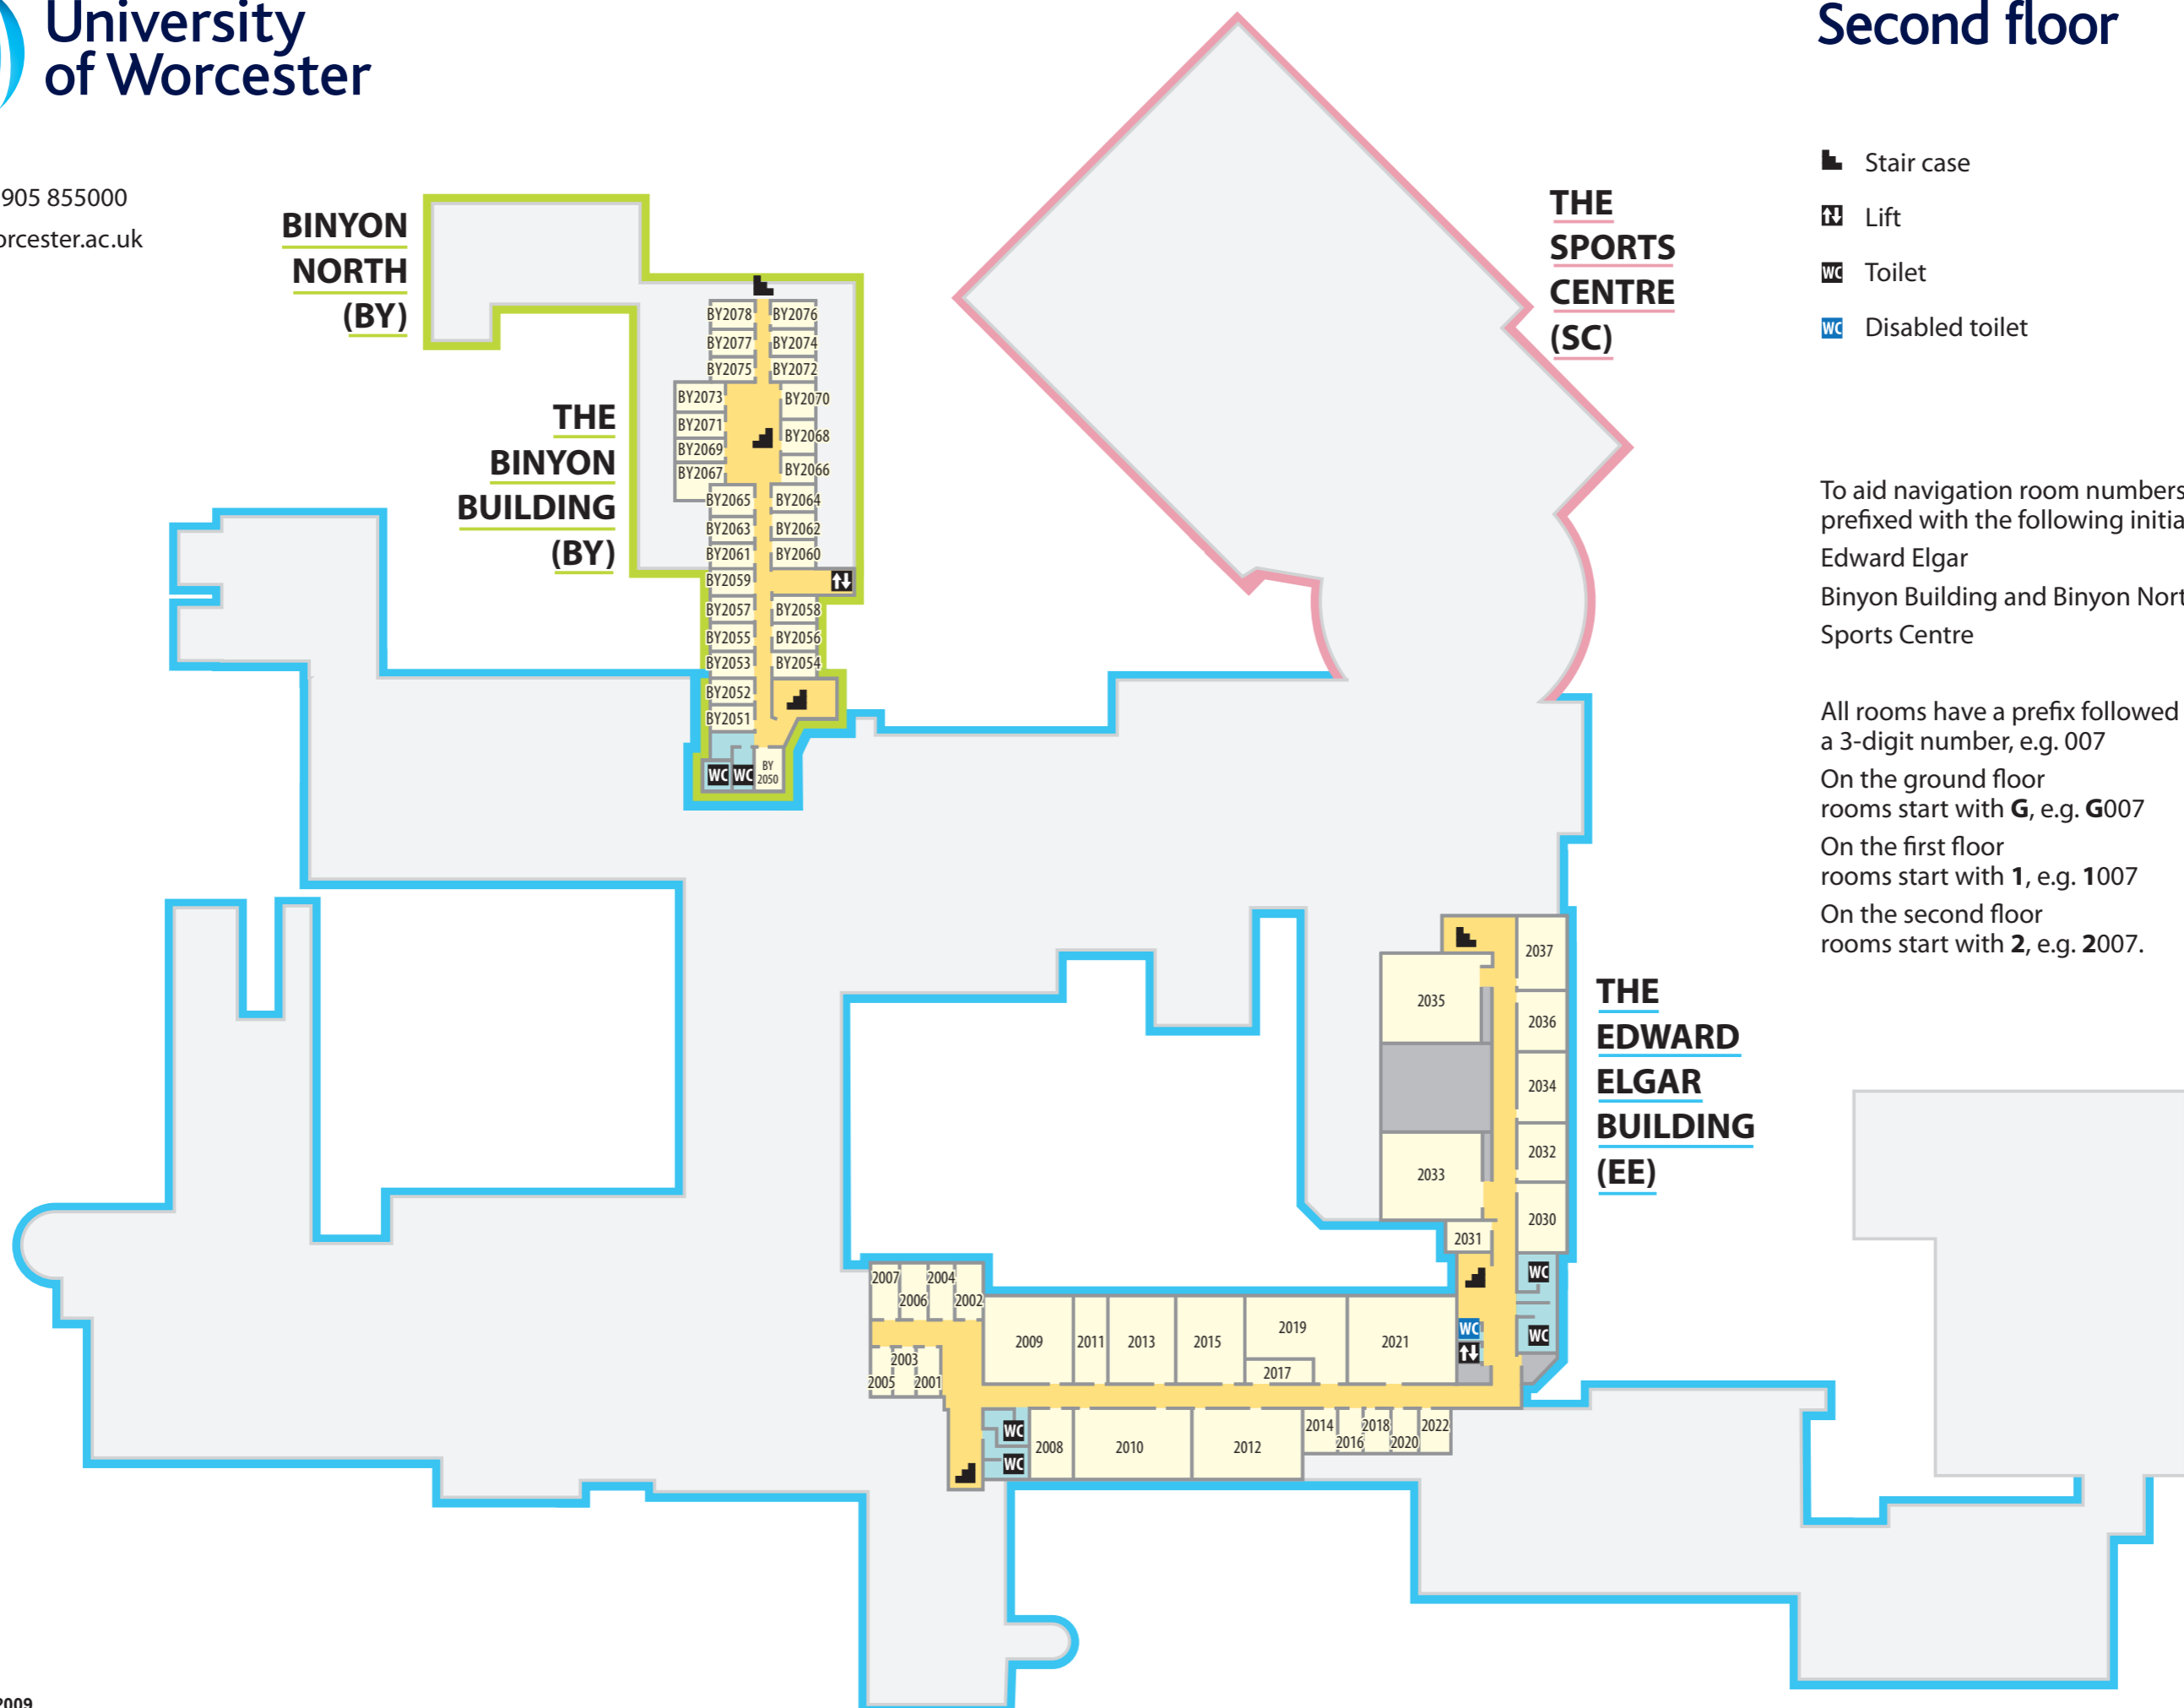 University
of Worcester
Second floor
905 855000
orcester.ac.uk
Stair case
Lift
WC Toilet
WC Disabled toilet
To aid navigation room numbers
prefixed with the following initia
Edward Elgar
Binyon Building and Binyon Nort
Sports Centre
All rooms have a prefix followed
a 3-digit number, e.g. 007
On the ground floor
rooms start with G, e.g. G007
On the first floor
rooms start with 1, e.g. 1007
On the second floor
rooms start with 2, e.g. 2007.
BINYON
NORTH
(BY)
THE
BINYON
BUILDING
(BY)
THE
SPORTS
CENTRE
(SC)
BY2078 BY2076
BY2077 BY2074
BY2075 BY2072
BY2073 BY2070
BY2071 BY2068
BY2069
BY2067 BY2066
BY2065 BY2064
BY2063 BY2062
BY2061 BY2060
BY2059
BY2057 BY2058
BY2055 BY2056
BY2053 BY2054
BY2052
BY2051
WC WC BY
2050
THE
EDWARD
ELGAR
BUILDING
(EE)
2037
2035 2036
2034
2032
2033
2030
2031
WC
WC
WC
2007 2004
2006 2002
2009 2011 2013 2015 2019 2021
2017
2003
2005 2001
WC
WC
2008 2010 2012
2014 2018 2022
2016 2020
2009